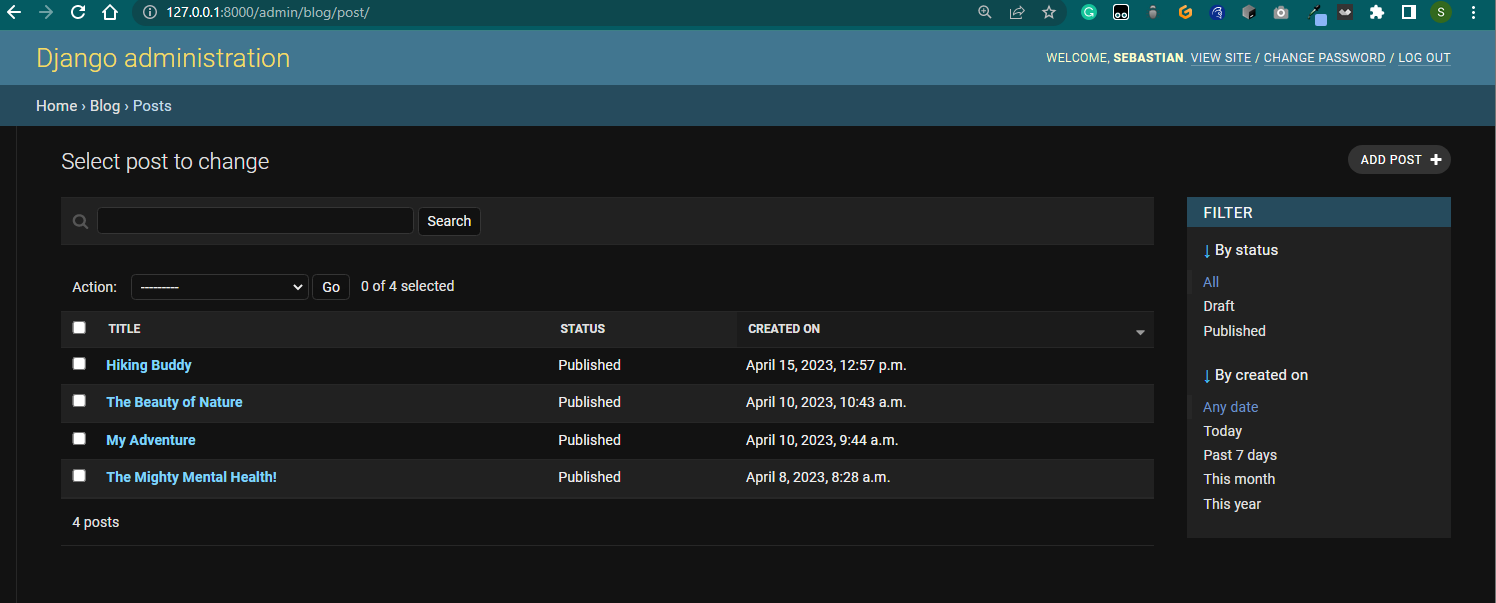 127.0.0.1:8000/admin/blog/post/
S
Django administration
WELCOME, SEBASTIAN. VIEW SITE / CHANGE PASSWORD / LOG OUT
Home › Blog › Posts
Select post to change
ADD POST +
Search
Action: --------- Go 0 of 4 selected
TITLE STATUS CREATED ON
Hiking Buddy Published April 15, 2023, 12:57 p.m.
The Beauty of Nature Published April 10, 2023, 10:43 a.m.
My Adventure Published April 10, 2023, 9:44 a.m.
The Mighty Mental Health! Published April 8, 2023, 8:28 a.m.
4 posts
FILTER
↓ By status
All
Draft
Published
↓ By created on
Any date
Today
Past 7 days
This month
This year